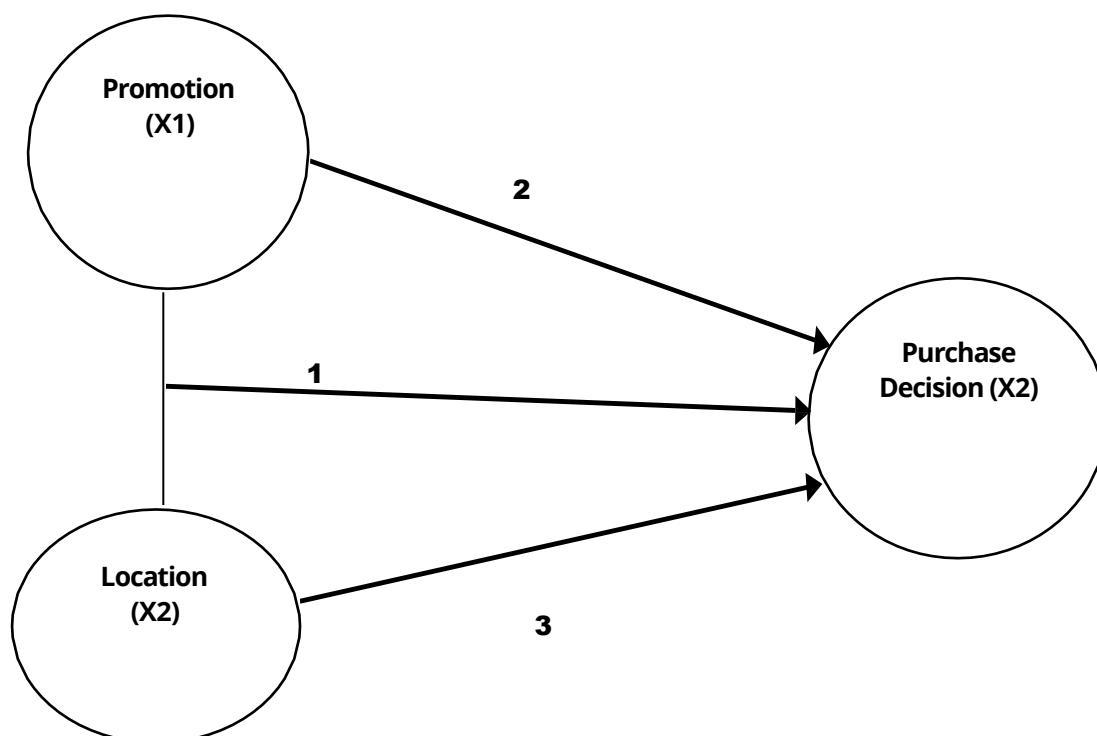 Promotion
(X1)
2
1
Purchase
Decision (X2)
Location
(X2)
3